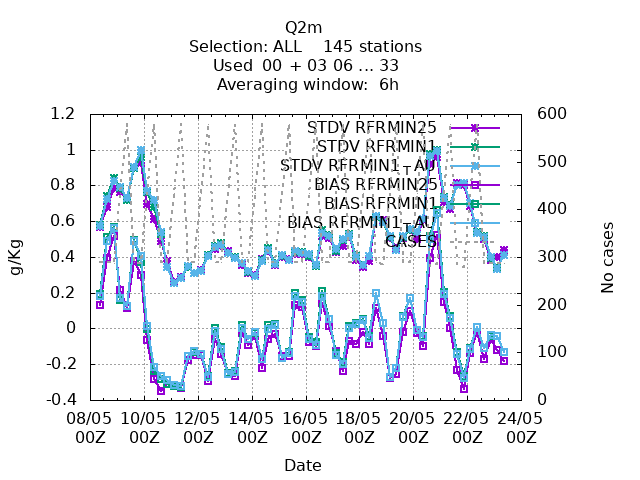 Q2m
Selection: ALL 145 stations
Used 00 + 03 06 ... 33
Averaging window: 6h
STDV RFRMIN25
STDV RFRMIN1
STDV RFRMIN1_AU
BIAS RFRMIN25
BIAS RFRMIN1
BIAS RFRMIN1_AU
CASES
1.2
1
0.8
0.6
0.4
0.2
0
-0.2
-0.4
g/Kg
600
500
400
300
200
100
0
No cases
08/05 10/05 12/05 14/05 16/05 18/05 20/05 22/05 24/05
00Z 00Z 00Z 00Z 00Z 00Z 00Z 00Z 00Z
Date